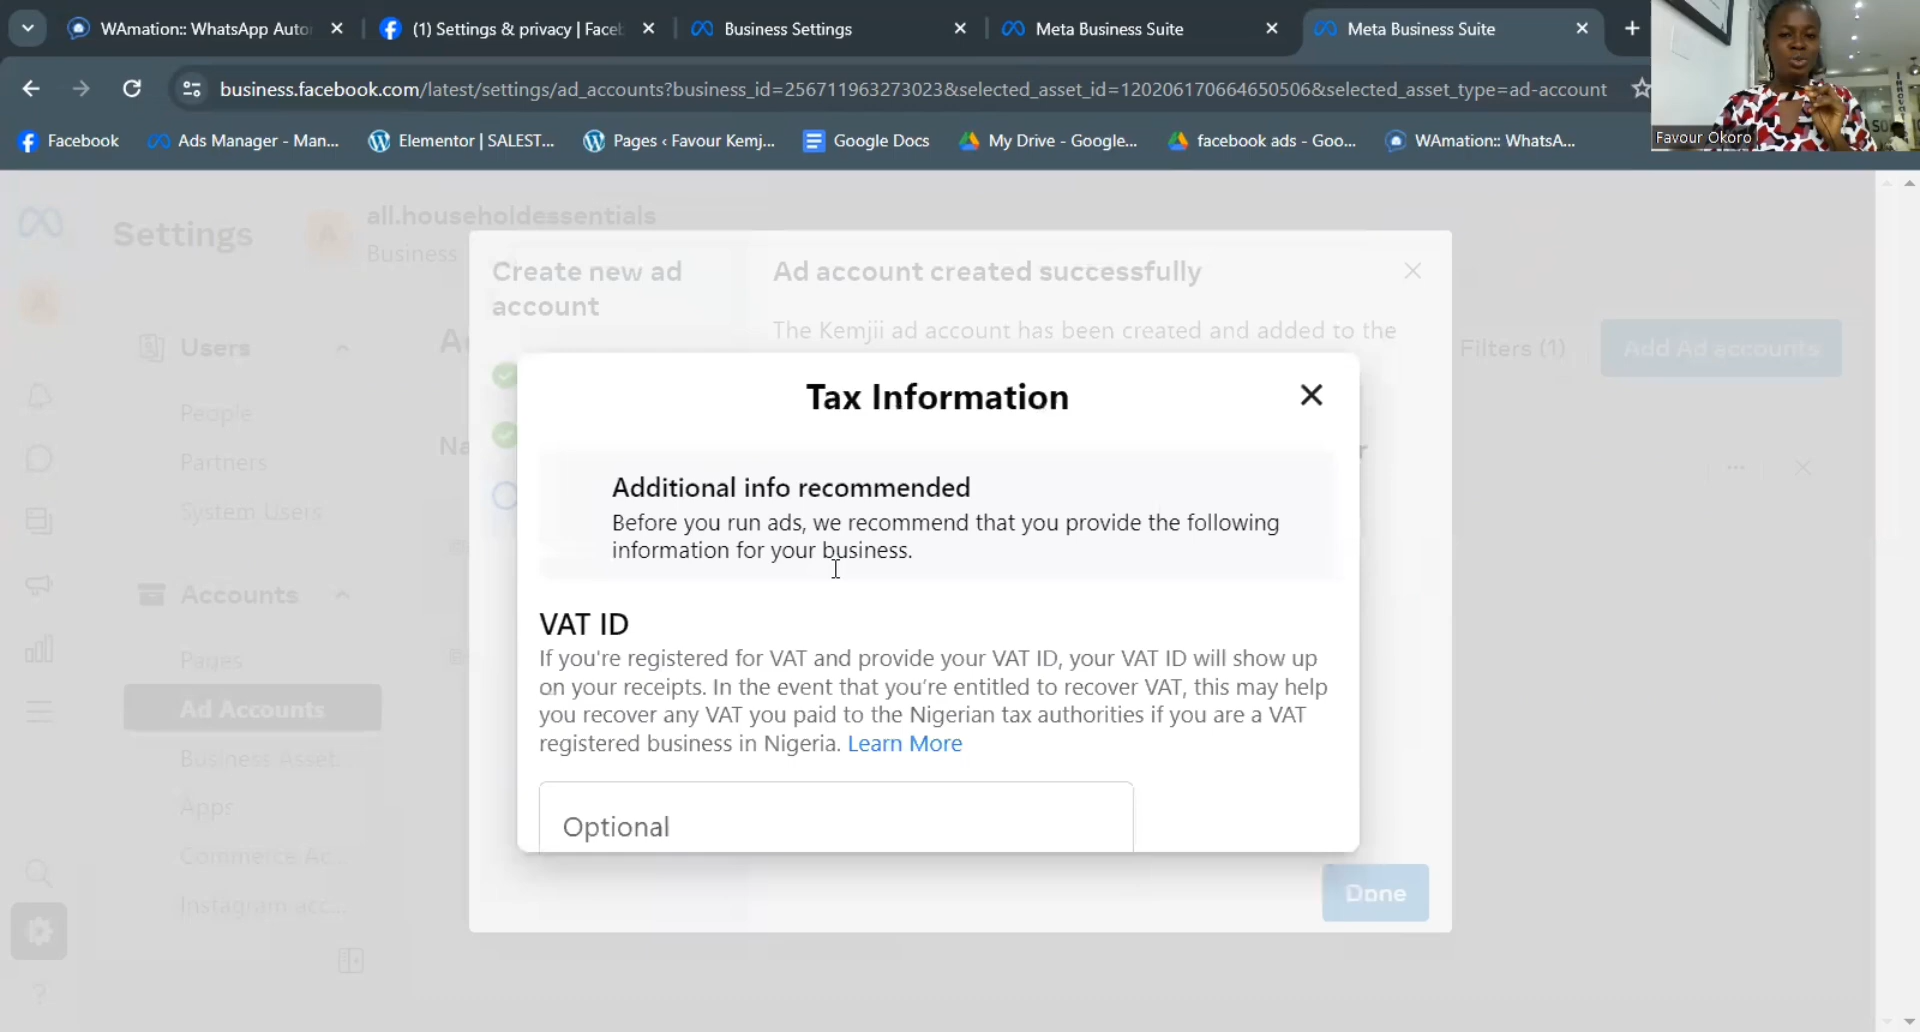 WAmation:: WhatsApp Auto
(1) Settings & privacy | Faceb
Business Settings
Meta Business Suite
Meta Business Suite
business.facebook.com/latest/settings/ad_accounts?business_id=256711963273023&selected_asset_id=120206170664650506&selected_asset_type=ad-account
Facebook
Ads Manager - Man...
Elementor | SALEST...
Pages ‹ Favour Kemj...
Google Docs
My Drive - Google...
facebook ads - Goo...
WAmation:: WhatsA...
Favour Okoro
Settings
A
all.householdessentials
Business
Users
People
Partners
System Users
Accounts
Pages
Ad Accounts
Business Asset
Apps
Commerce Ac...
Instagram acc...
Filters (1)
Add Ad accounts
Create new ad
account
Ad account created successfully
The Kemjii ad account has been created and added to the
Tax Information
Additional info recommended
Before you run ads, we recommend that you provide the following
information for your business.
VAT ID
If you're registered for VAT and provide your VAT ID, your VAT ID will show up
on your receipts. In the event that you're entitled to recover VAT, this may help
you recover any VAT you paid to the Nigerian tax authorities if you are a VAT
registered business in Nigeria. Learn More
Optional
Done